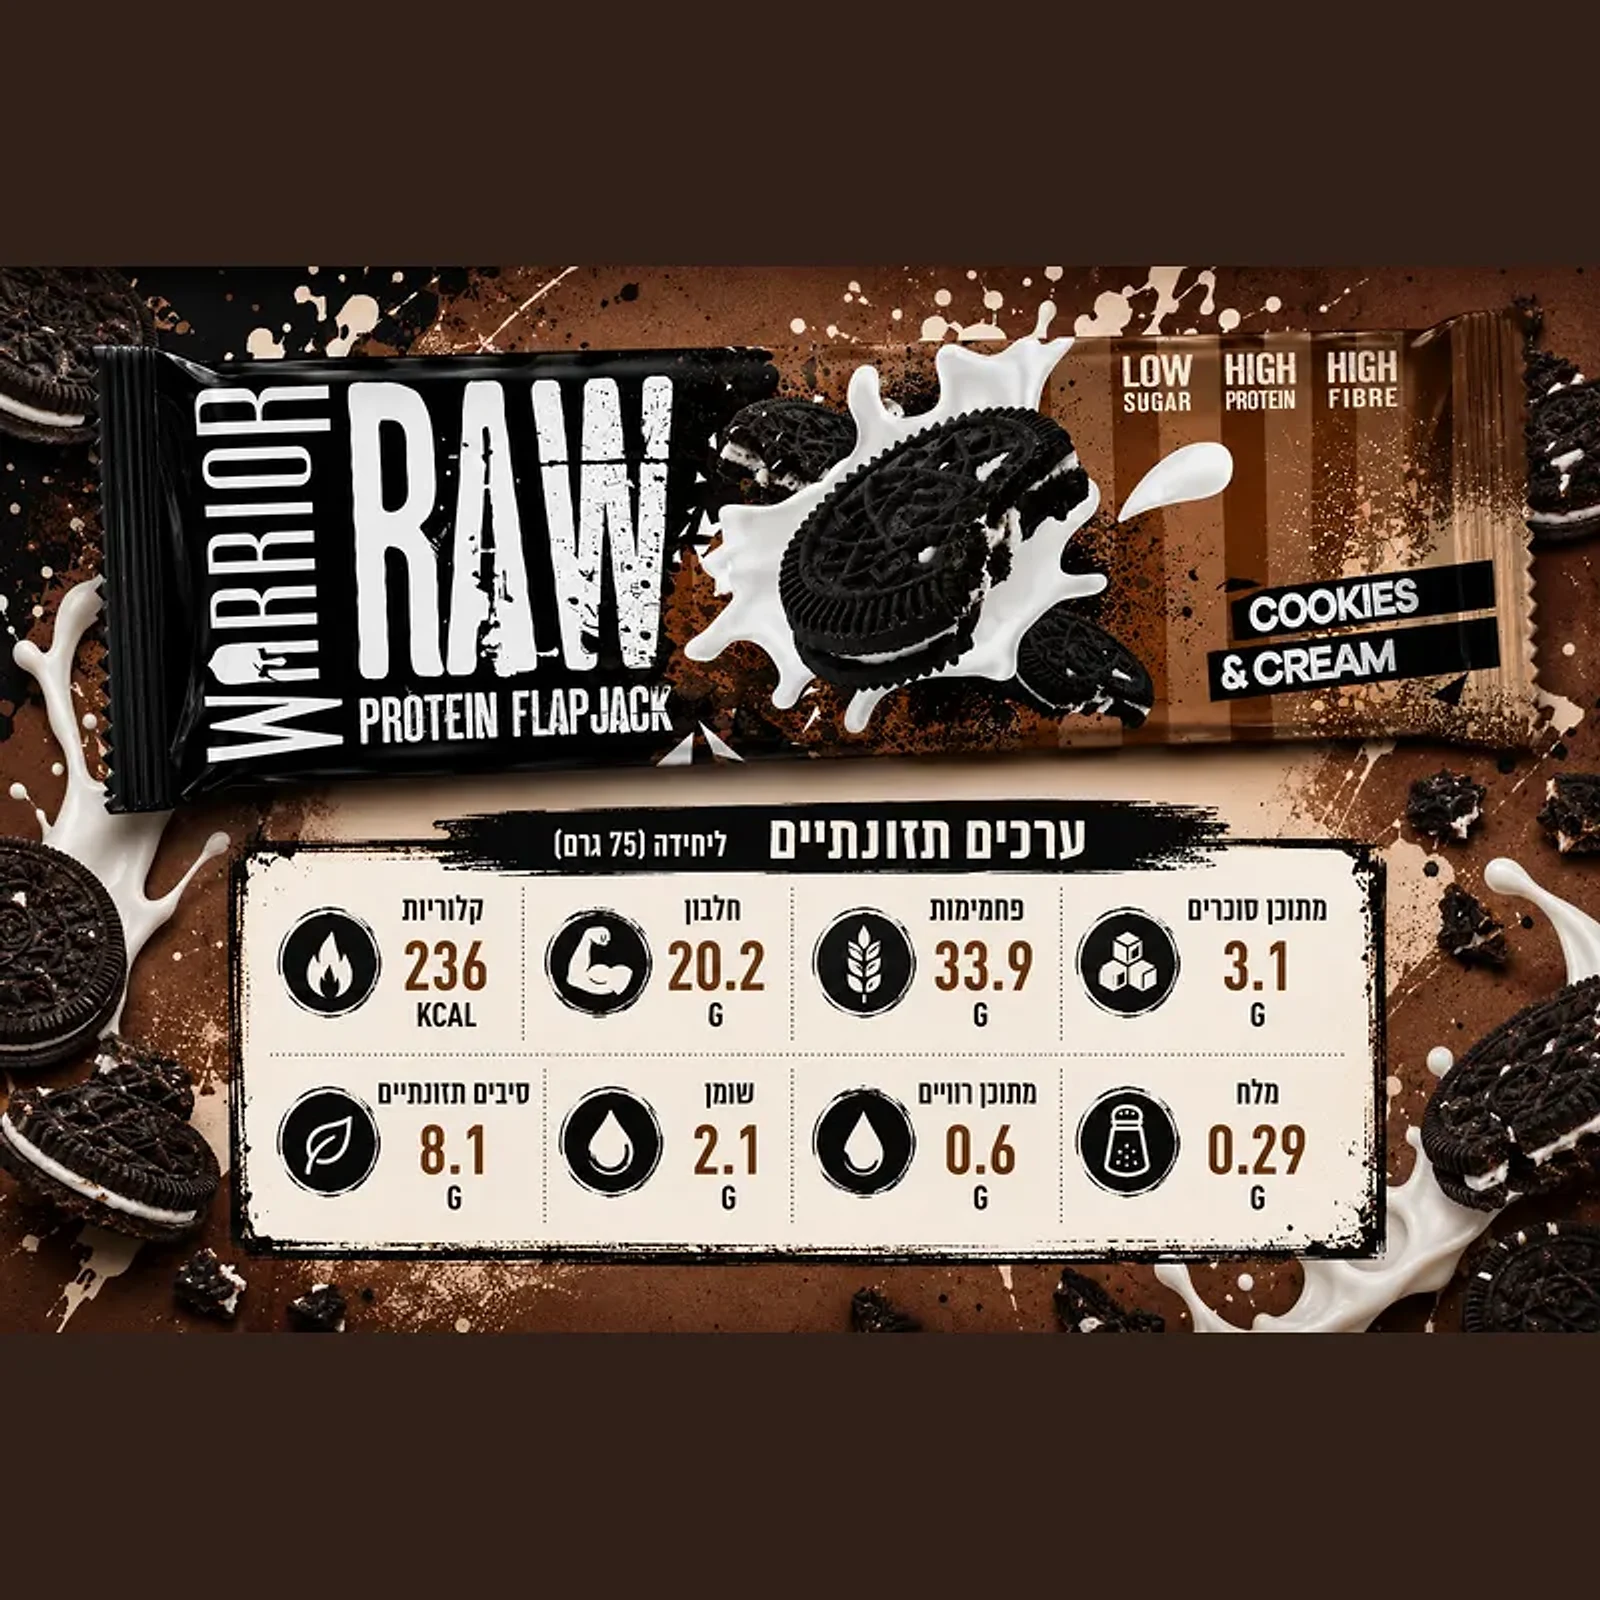 WARRIOR
RAW
PROTEIN FLAPJACK
LOW SUGAR
HIGH PROTEIN
HIGH FIBRE
COOKIES
& CREAM
ערכים תזונתיים ליחידה (75 גרם)
קלוריות
236
KCAL
חלבון
20.2
G
פחמימות
33.9
G
מתוכן סוכרים
3.1
G
סיבים תזונתיים
8.1
G
שומן
2.1
G
מתוכן רוויים
0.6
G
מלח
0.29
G